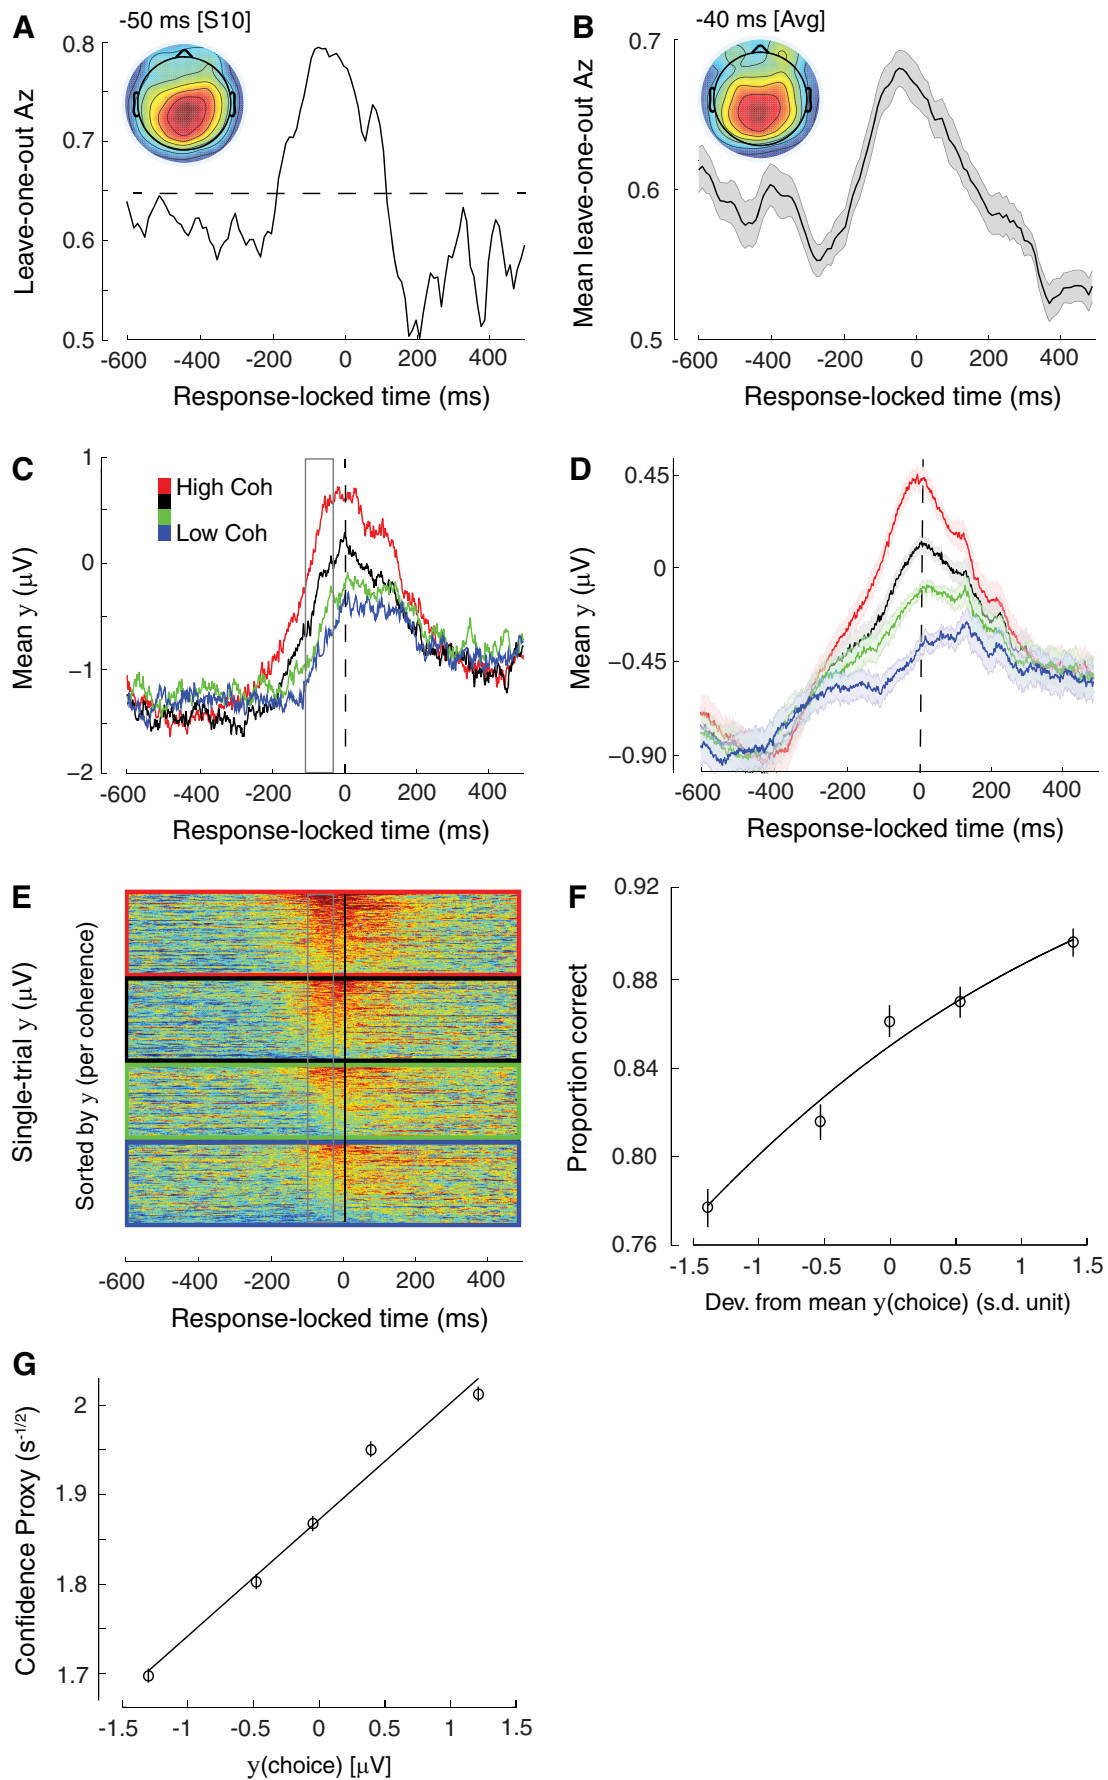 A
-50 ms [S10]
0.8
0.7
0.6
0.5
Leave-one-out Az
-600
-400
-200
0
200
400
Response-locked time (ms)
B
-40 ms [Avg]
0.7
0.6
0.5
Mean leave-one-out Az
-600
-400
-200
0
200
400
Response-locked time (ms)
C
1
0
−1
−2
Mean y (μV)
High Coh
Low Coh
-600
-400
-200
0
200
400
Response-locked time (ms)
D
0.45
0
−0.45
−0.90
Mean y (μV)
-600
-400
-200
0
200
400
Response-locked time (ms)
E
Single-trial y (μV)
Sorted by y (per coherence)
-600
-400
-200
0
200
400
Response-locked time (ms)
F
0.92
0.88
0.84
0.80
0.76
Proportion correct
-1.5
-1
-0.5
0
0.5
1
1.5
Dev. from mean y(choice) (s.d. unit)
G
2
1.9
1.8
1.7
Confidence Proxy (s-1/2)
-1.5
-1
-0.5
0
0.5
1
1.5
y(choice) [μV]